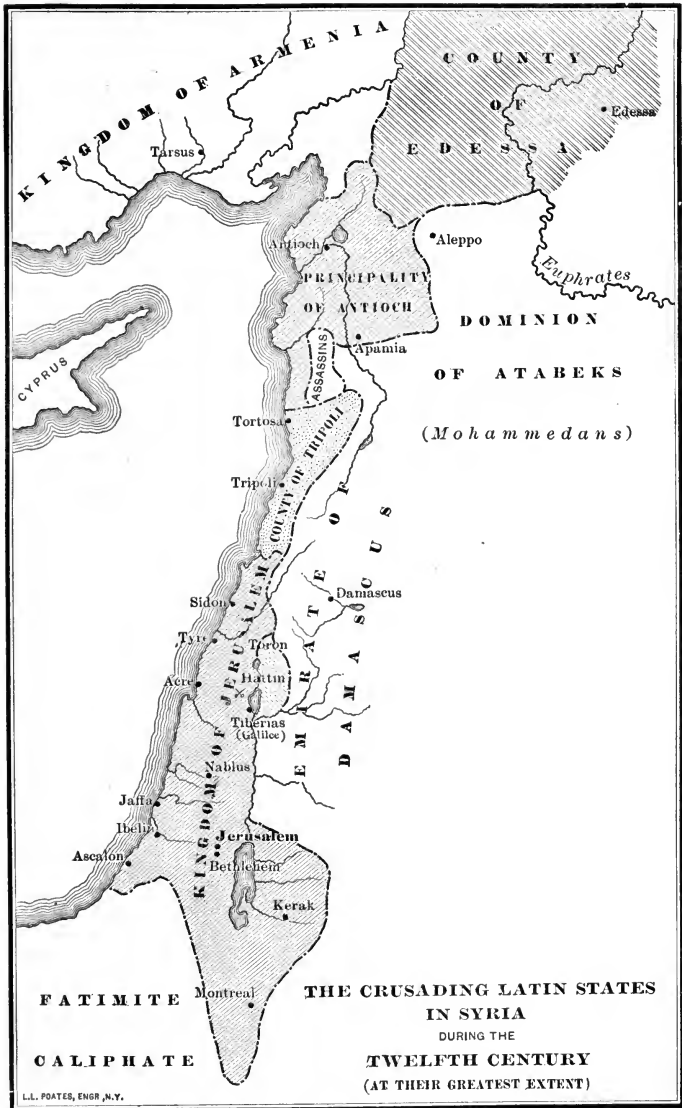 KINGDOM OF ARMENIA
COUNTY
OF
EDESSA
Edessa
Tarsus
Antioch
Aleppo
PRINCIPALITY
OF ANTIOCH
Euphrates
DOMINION
OF ATABEKS
(Mohammedans)
Apamia
ASSASSINS
CYPRUS
Tortosa
COUNTY OF TRIPOLI
Tripoli
EMIRATE OF
DAMASCUS
Damascus
Sidon
KINGDOM OF JERUSALEM
Tyre
Toron
Acre
Hattin
Tiberias
(Galilee)
Nablus
Jaffa
Ibelin
Jerusalem
Ascalon
Bethlehem
Kerak
Montreal
FATIMITE
CALIPHATE
THE CRUSADING LATIN STATES
IN SYRIA
DURING THE
TWELFTH CENTURY
(AT THEIR GREATEST EXTENT)
L.L. POATES, ENGR., N.Y.